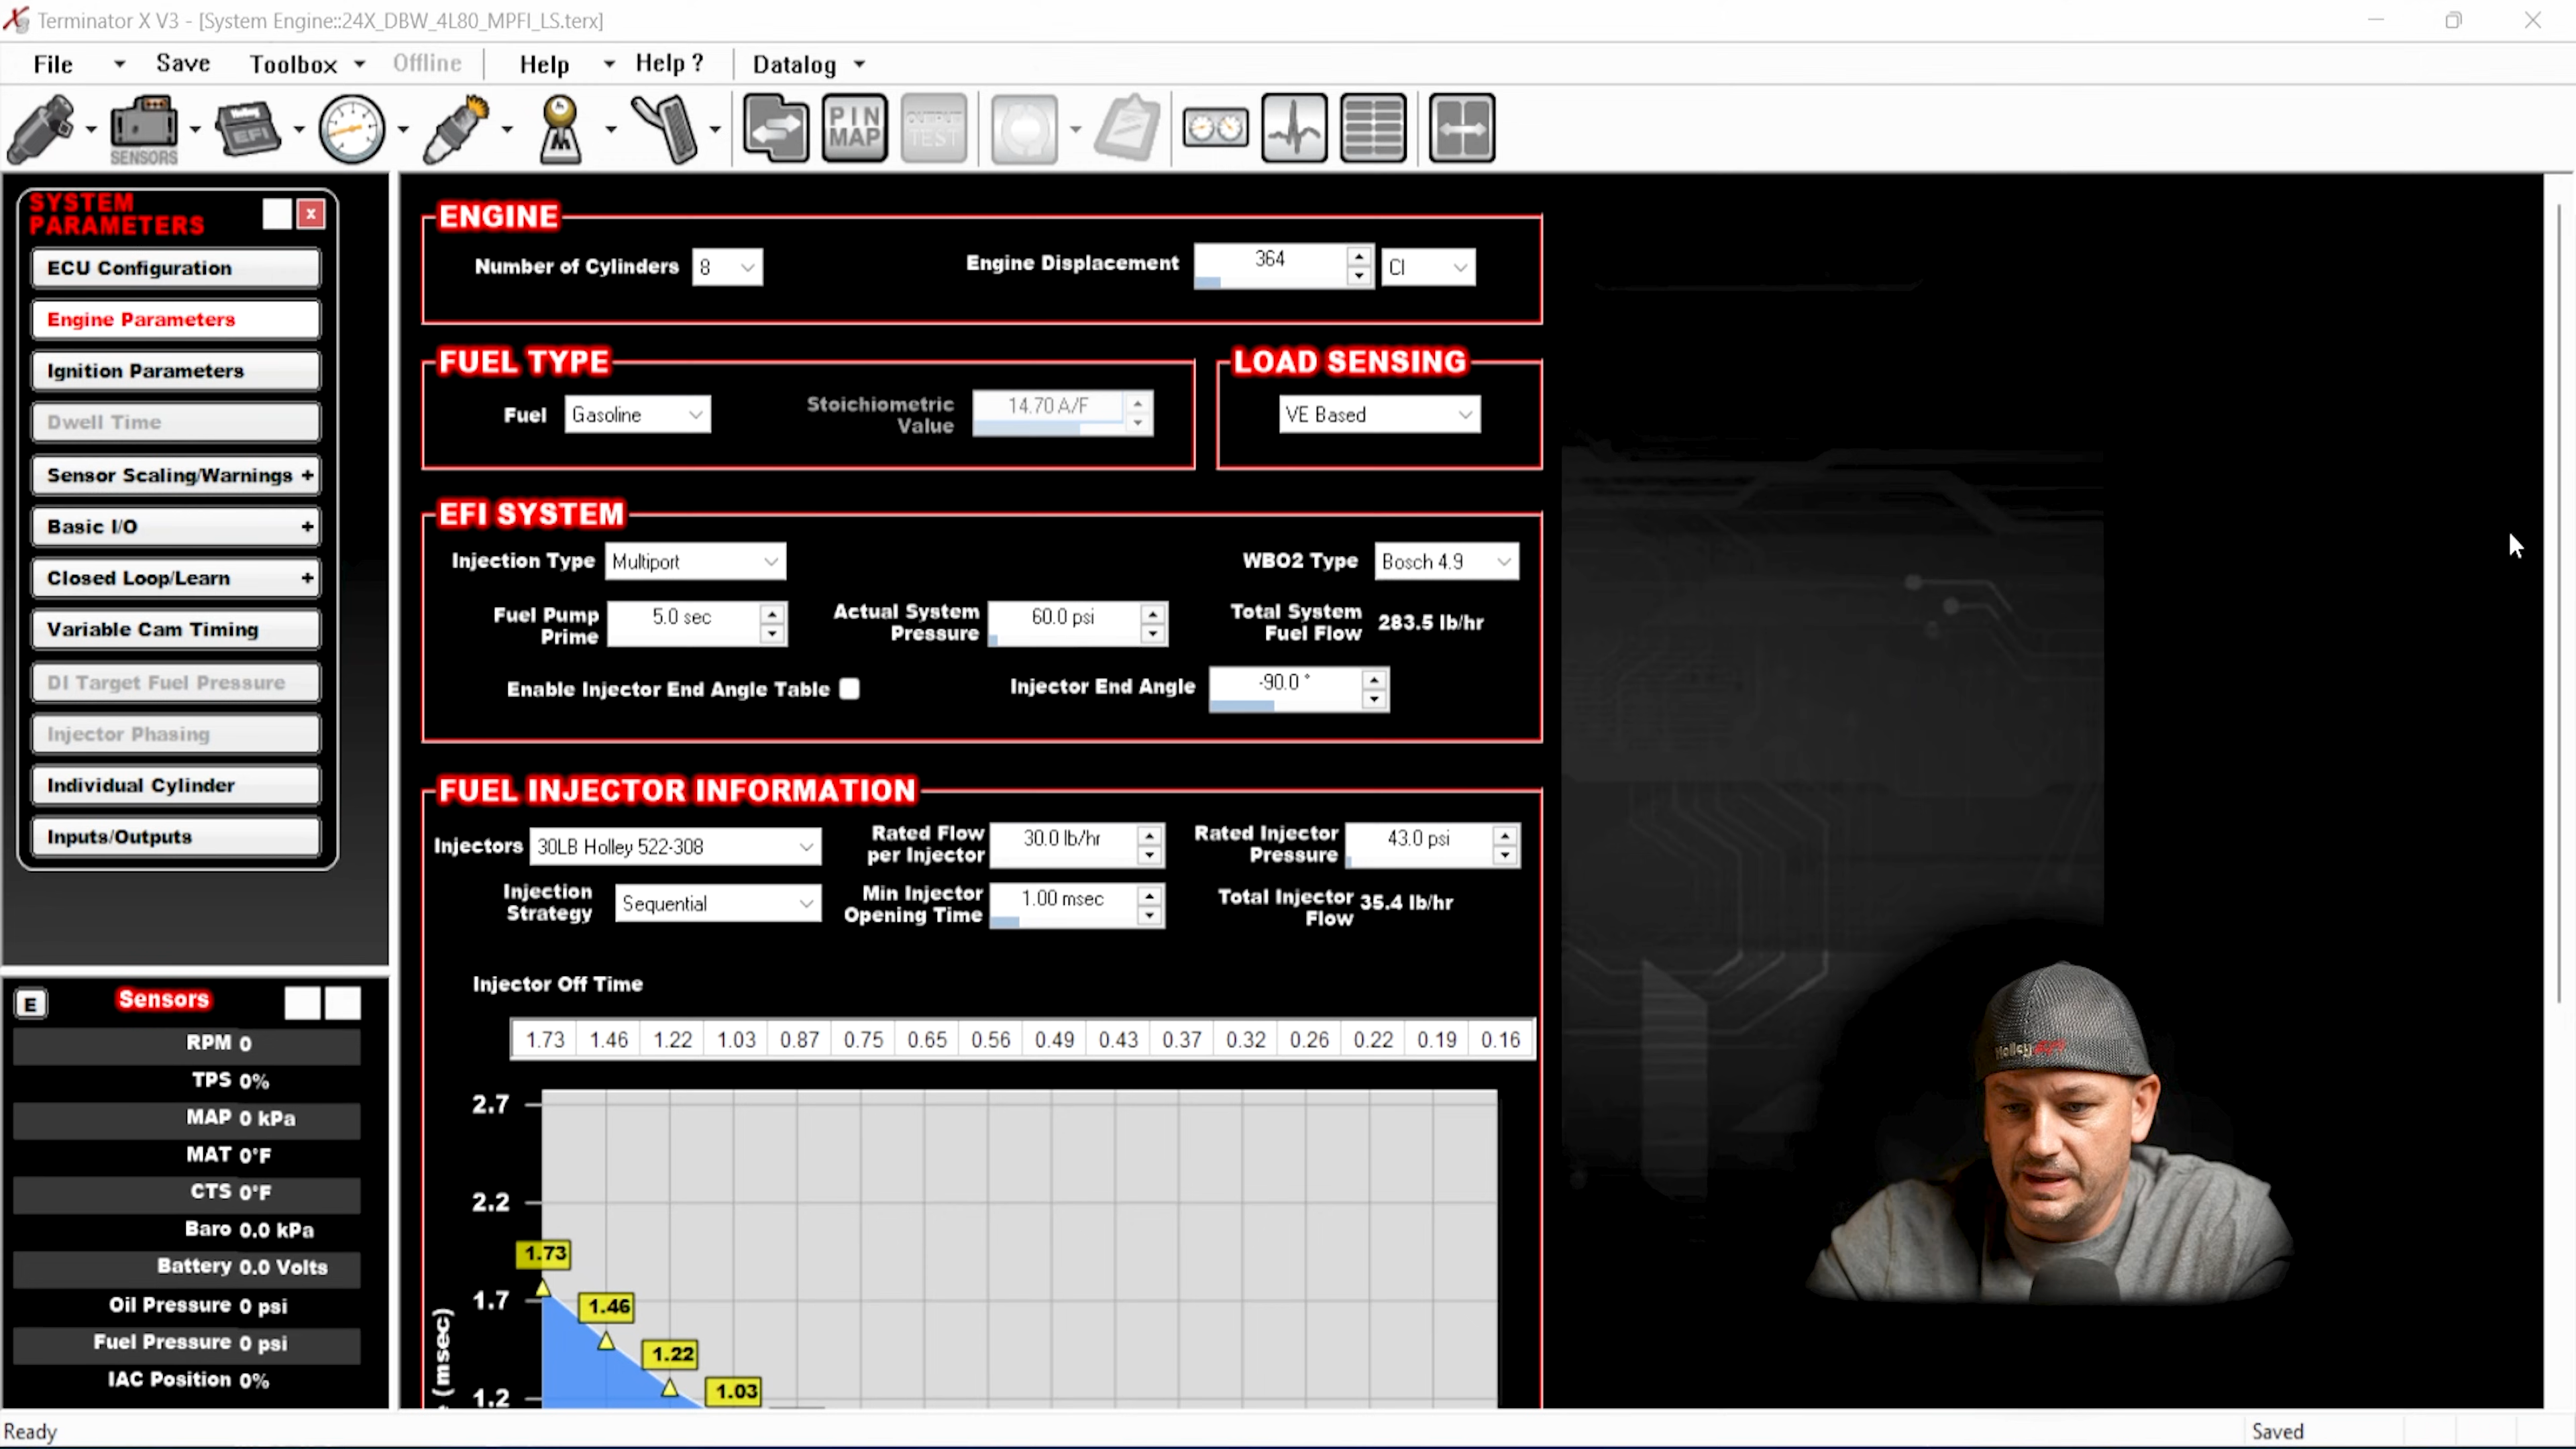 Terminator X V3 - [System Engine::24X_DBW_4L80_MPFI_LS.terx]
File Save Toolbox Offline Help Help ? Datalog
SENSORS
EFI
PIN MAP
OUTPUT TEST
SYSTEM
PARAMETERS
ECU Configuration
Engine Parameters
Ignition Parameters
Dwell Time
Sensor Scaling/Warnings +
Basic I/O +
Closed Loop/Learn +
Variable Cam Timing
DI Target Fuel Pressure
Injector Phasing
Individual Cylinder
Inputs/Outputs
E Sensors
RPM 0
TPS 0%
MAP 0 kPa
MAT 0°F
CTS 0°F
Baro 0.0 kPa
Battery 0.0 Volts
Oil Pressure 0 psi
Fuel Pressure 0 psi
IAC Position 0%
ENGINE
Number of Cylinders 8 Engine Displacement 364 CI
FUEL TYPE
Fuel Gasoline Stoichiometric Value 14.70 A/F
LOAD SENSING
VE Based
EFI SYSTEM
Injection Type Multiport WBO2 Type Bosch 4.9
Fuel Pump Prime 5.0 sec Actual System Pressure 60.0 psi Total System Fuel Flow 283.5 lb/hr
Enable Injector End Angle Table Injector End Angle -90.0 °
FUEL INJECTOR INFORMATION
Injectors 30LB Holley 522-308 Rated Flow per Injector 30.0 lb/hr Rated Injector Pressure 43.0 psi
Injection Strategy Sequential Min Injector Opening Time 1.00 msec Total Injector Flow 35.4 lb/hr
Injector Off Time
1.73 1.46 1.22 1.03 0.87 0.75 0.65 0.56 0.49 0.43 0.37 0.32 0.26 0.22 0.19 0.16
2.7
2.2
1.73
1.7
1.46
1.22
1.03
1.2
(msec)
Holley EFI
Ready Saved